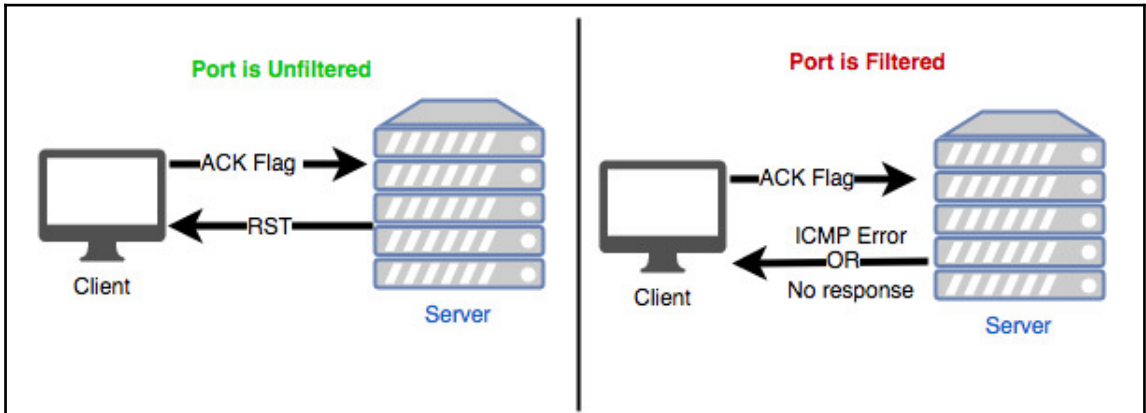 Port is Unfiltered
ACK Flag
RST
Client
Server
Port is Filtered
ACK Flag
ICMP Error
OR
No response
Client
Server